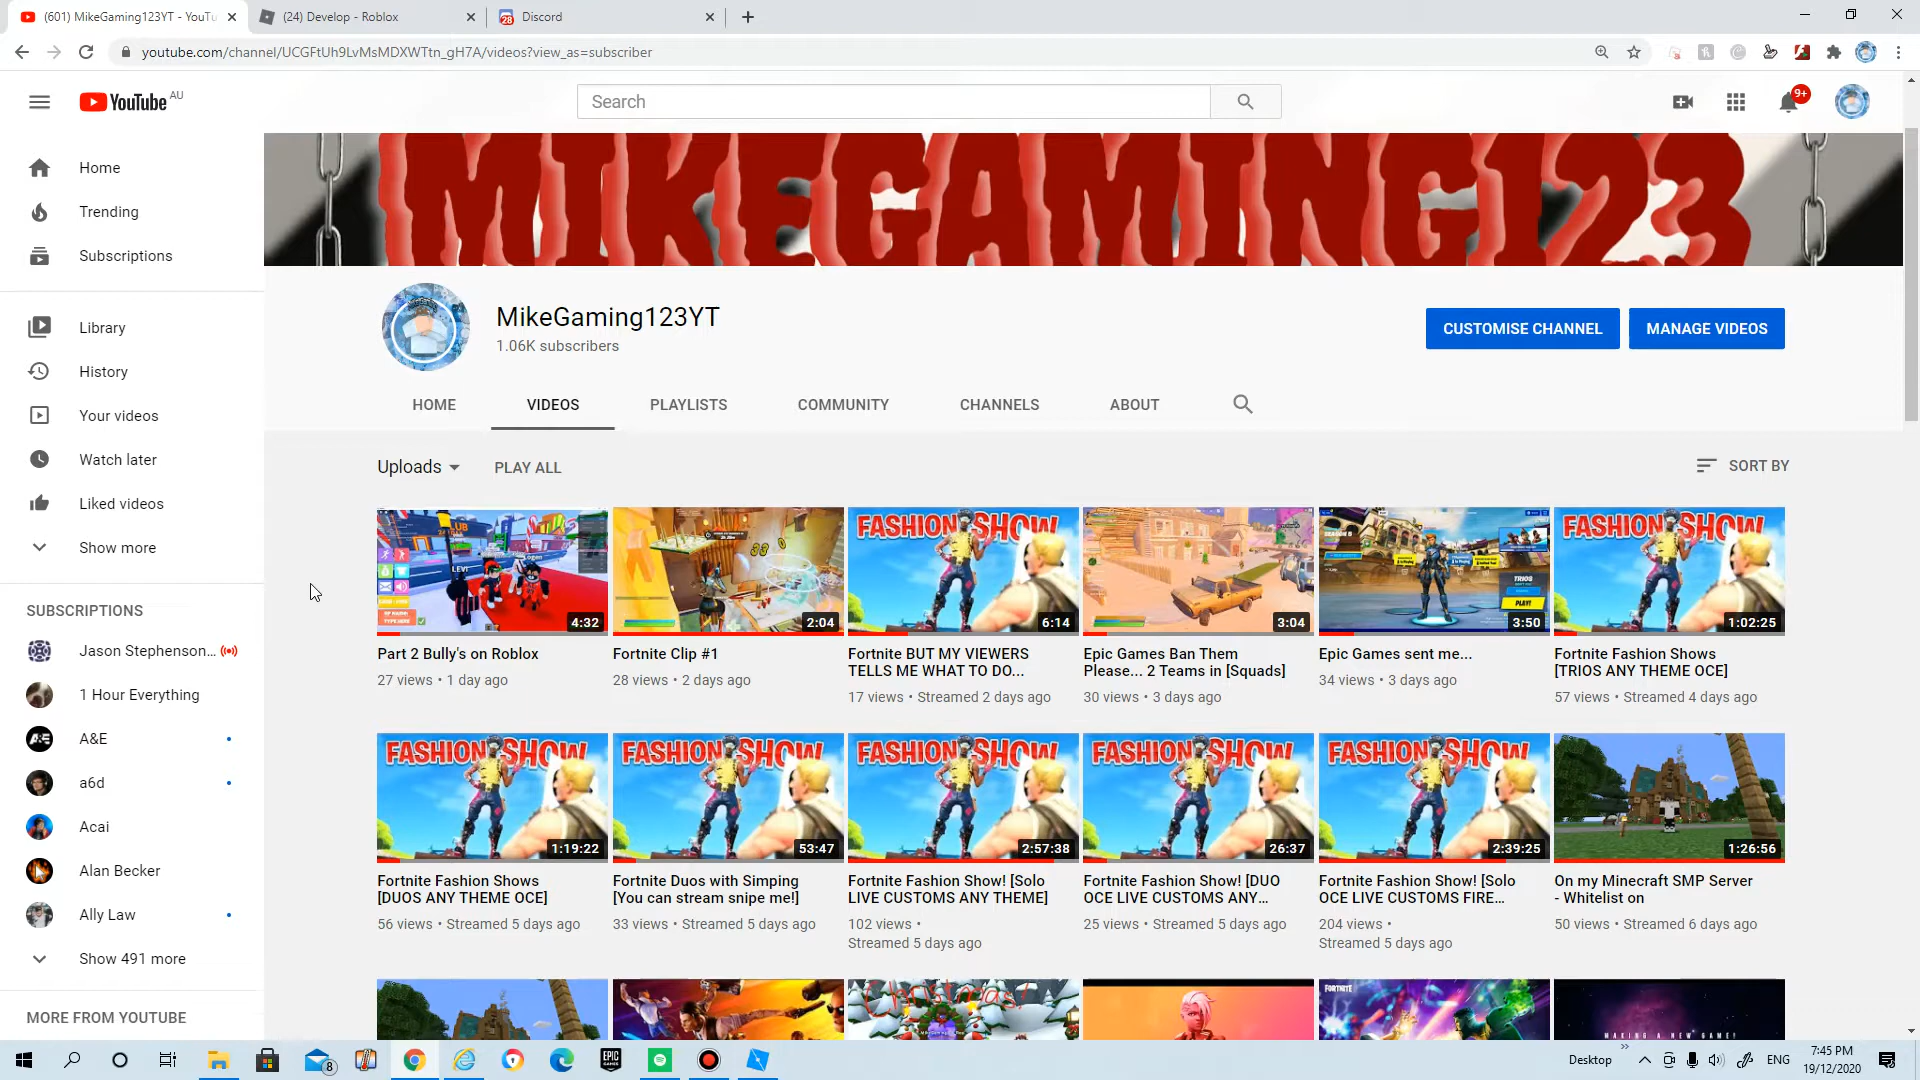 (601) MikeGaming123YT - YouTu
(24) Develop - Roblox
28
Discord
youtube.com/channel/UCGFtUh9LvMsMDXWTtn_gH7A/videos?view_as=subscriber
YouTube AU
Search
9+
Home
Trending
Subscriptions
Library
History
Your videos
Watch later
Liked videos
Show more
SUBSCRIPTIONS
Jason Stephenson...
1 Hour Everything
A&E
a6d
Acai
Alan Becker
Ally Law
Show 491 more
MORE FROM YOUTUBE
MIKEGAMING123
MikeGaming123YT
1.06K subscribers
CUSTOMISE CHANNEL
MANAGE VIDEOS
HOME
VIDEOS
PLAYLISTS
COMMUNITY
CHANNELS
ABOUT
Uploads
PLAY ALL
SORT BY
LEVI
4:32
2:04
FASHION SHOW
6:14
3:04
TRIOS
PLAY!
3:50
FASHION SHOW
1:02:25
Part 2 Bully's on Roblox
27 views • 1 day ago
Fortnite Clip #1
28 views • 2 days ago
Fortnite BUT MY VIEWERS
TELLS ME WHAT TO DO...
17 views • Streamed 2 days ago
Epic Games Ban Them
Please... 2 Teams in [Squads]
30 views • 3 days ago
Epic Games sent me...
34 views • 3 days ago
Fortnite Fashion Shows
[TRIOS ANY THEME OCE]
57 views • Streamed 4 days ago
FASHION SHOW
1:19:22
FASHION SHOW
53:47
FASHION SHOW
2:57:38
FASHION SHOW
26:37
FASHION SHOW
2:39:25
1:26:56
Fortnite Fashion Shows
[DUOS ANY THEME OCE]
56 views • Streamed 5 days ago
Fortnite Duos with Simping
[You can stream snipe me!]
33 views • Streamed 5 days ago
Fortnite Fashion Show! [Solo
LIVE CUSTOMS ANY THEME]
102 views •
Streamed 5 days ago
Fortnite Fashion Show! [DUO
OCE LIVE CUSTOMS ANY...
25 views • Streamed 5 days ago
Fortnite Fashion Show! [Solo
OCE LIVE CUSTOMS FIRE...
204 views •
Streamed 5 days ago
On my Minecraft SMP Server
- Whitelist on
50 views • Streamed 6 days ago
Christmas!
FORTNITE
MAKING A NEW GAME!
8
EPIC
GAMES
Desktop
ENG
7:45 PM
19/12/2020